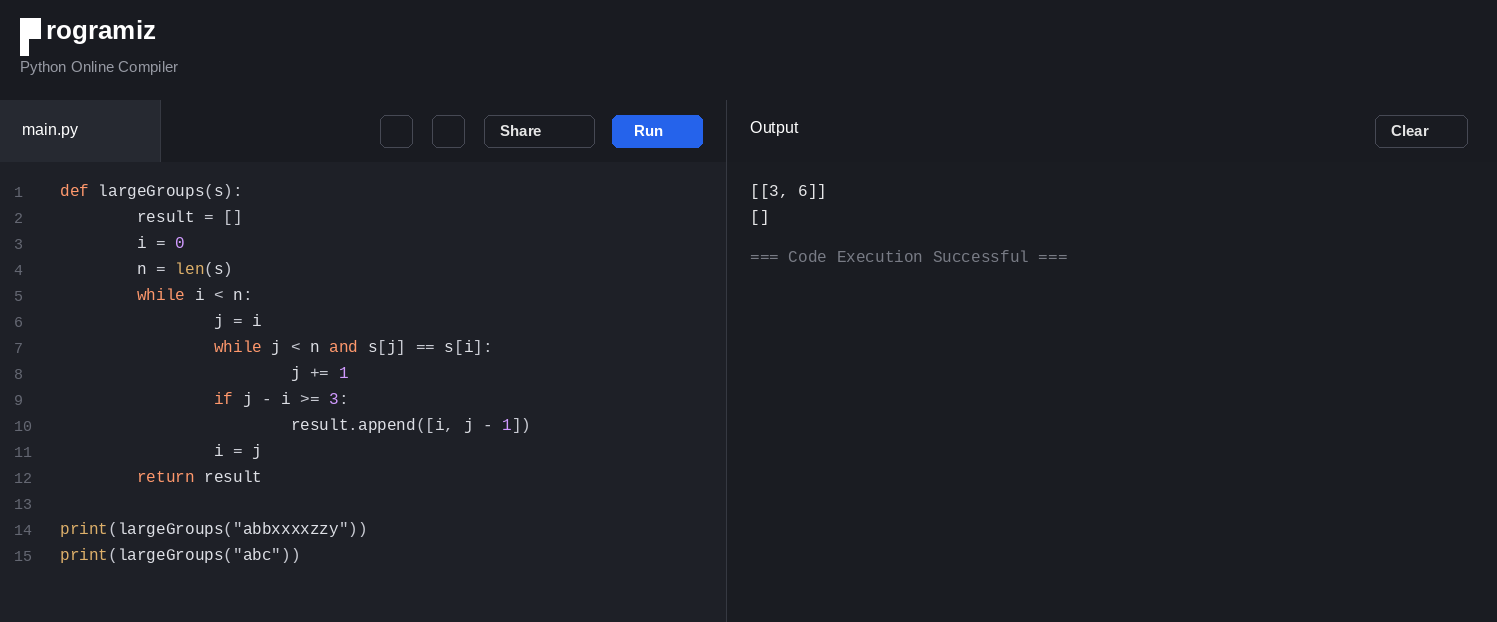 Programiz
Python Online Compiler
main.py
Share
Run
Output
Clear
1 def largeGroups(s):
2         result = []
3         i = 0
4         n = len(s)
5         while i < n:
6                 j = i
7                 while j < n and s[j] == s[i]:
8                         j += 1
9                 if j - i >= 3:
10                         result.append([i, j - 1])
11                 i = j
12         return result
13
14 print(largeGroups("abbxxxxzzy"))
15 print(largeGroups("abc"))
[[3, 6]]
[]
=== Code Execution Successful ===